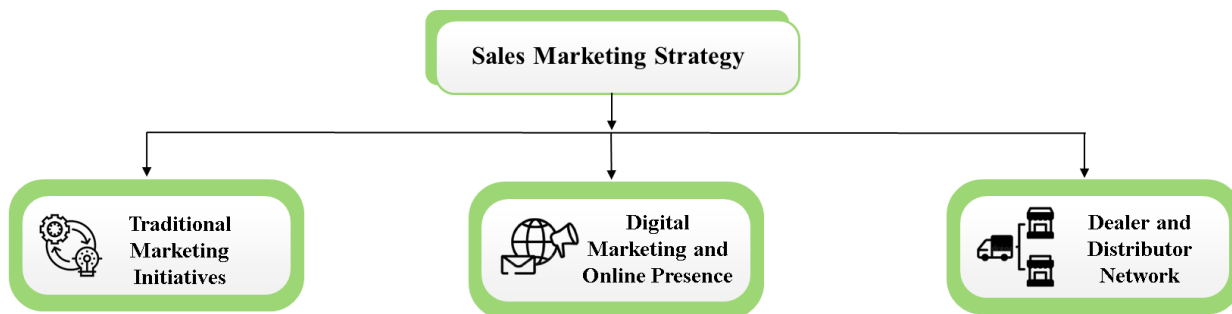 Sales Marketing Strategy
Traditional
Marketing
Initiatives
Digital
Marketing and
Online Presence
Dealer and
Distributor
Network